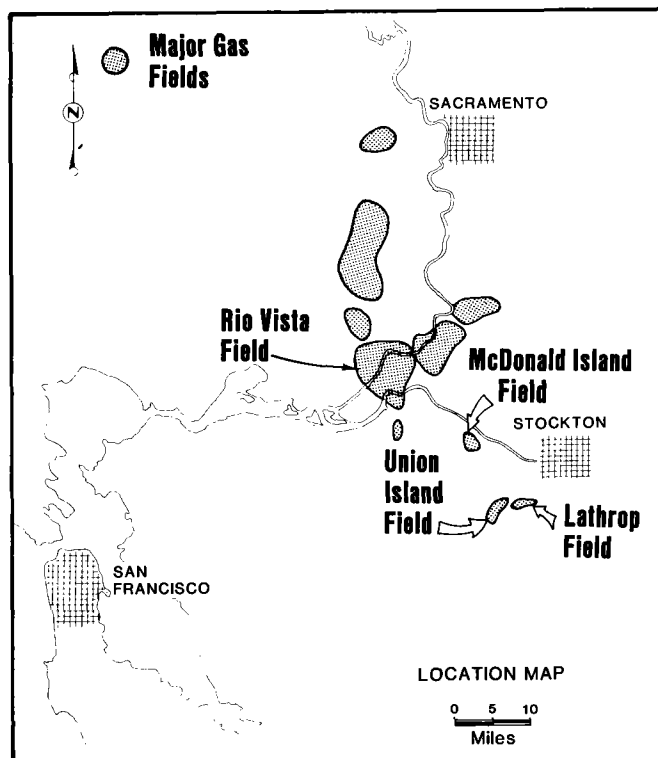 Major Gas
Fields
N
SACRAMENTO
Rio Vista
Field
McDonald Island
Field
STOCKTON
Union
Island
Field
Lathrop
Field
SAN
FRANCISCO
LOCATION MAP
0 5 10
Miles